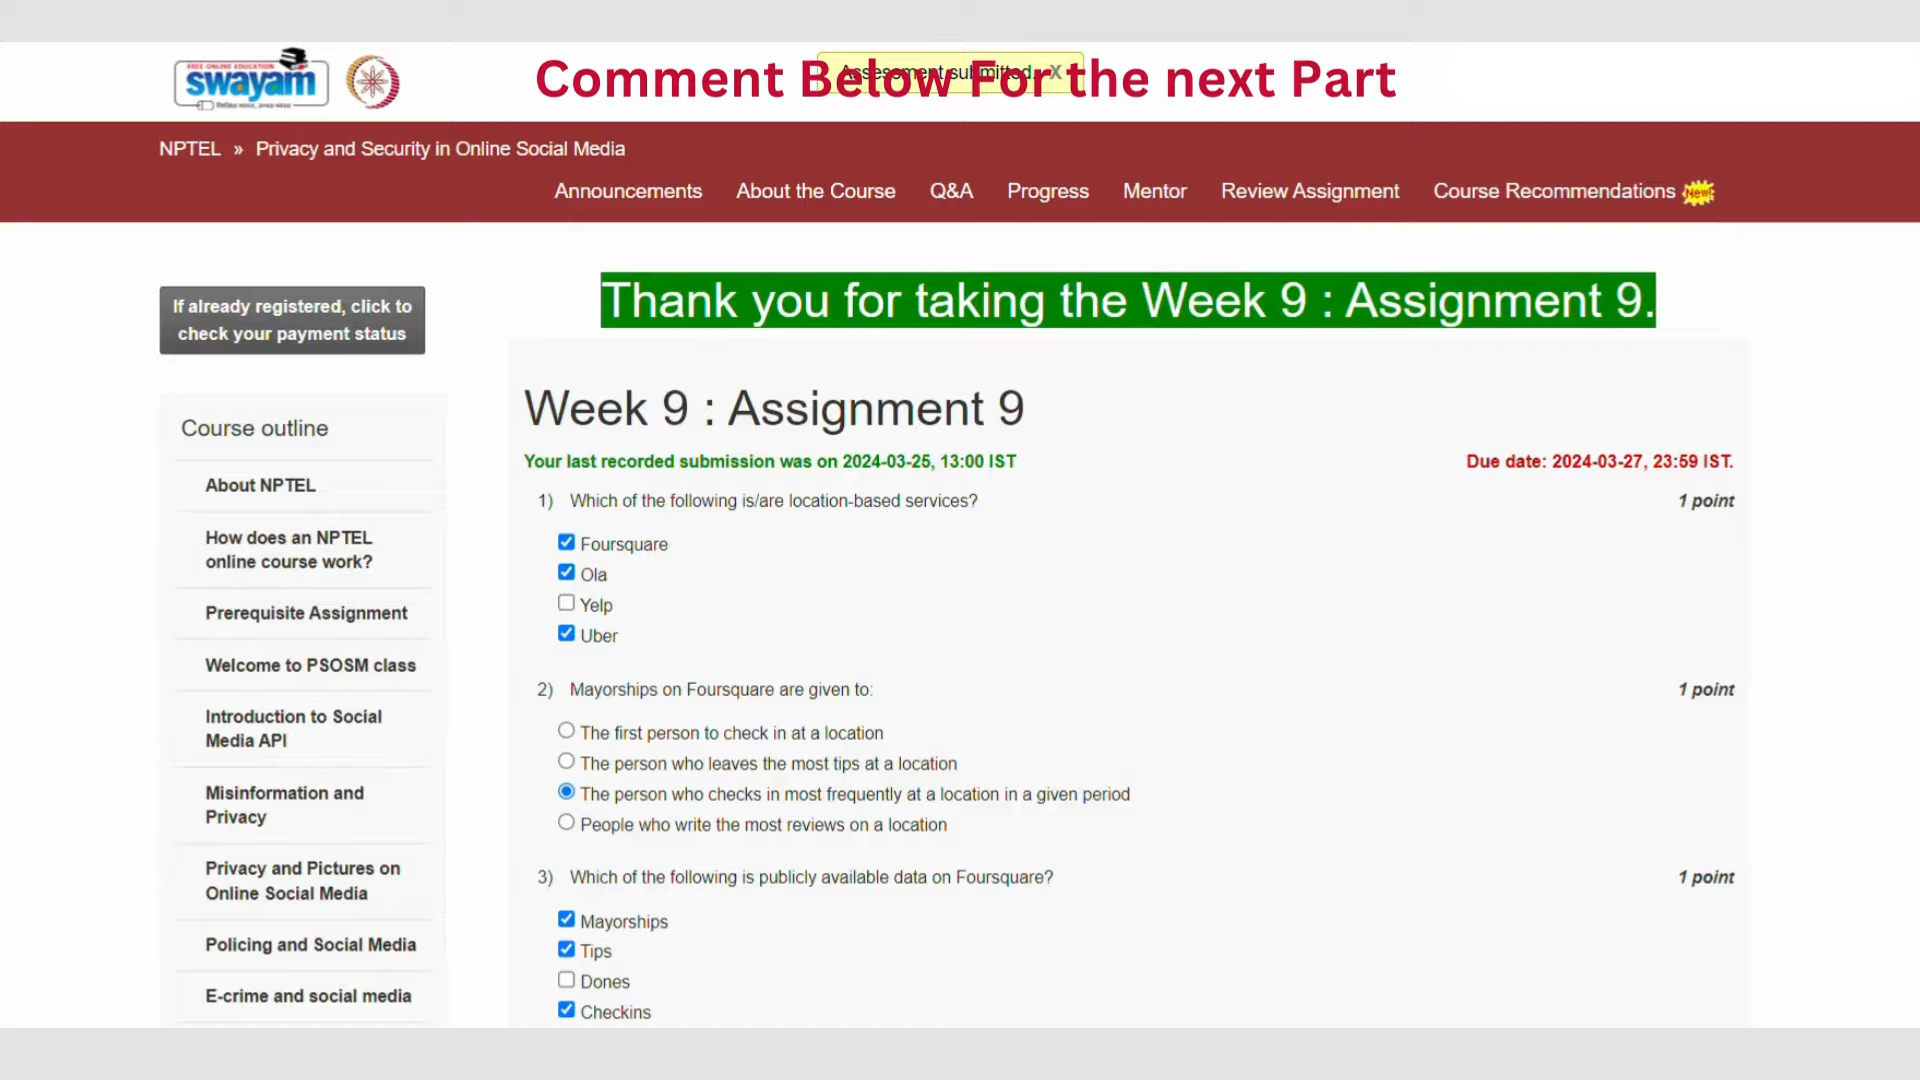 FREE ONLINE EDUCATION
swayam
Comment Below For the next Part
Assessment submitted. X
NPTEL » Privacy and Security in Online Social Media
Announcements About the Course Q&A Progress Mentor Review Assignment Course Recommendations New!
If already registered, click to
check your payment status
Thank you for taking the Week 9 : Assignment 9.
Course outline
About NPTEL
How does an NPTEL
online course work?
Prerequisite Assignment
Welcome to PSOSM class
Introduction to Social
Media API
Misinformation and
Privacy
Privacy and Pictures on
Online Social Media
Policing and Social Media
E-crime and social media
Week 9 : Assignment 9
Your last recorded submission was on 2024-03-25, 13:00 IST Due date: 2024-03-27, 23:59 IST.
1) Which of the following is/are location-based services? 1 point
Foursquare
Ola
Yelp
Uber
2) Mayorships on Foursquare are given to: 1 point
The first person to check in at a location
The person who leaves the most tips at a location
The person who checks in most frequently at a location in a given period
People who write the most reviews on a location
3) Which of the following is publicly available data on Foursquare? 1 point
Mayorships
Tips
Dones
Checkins